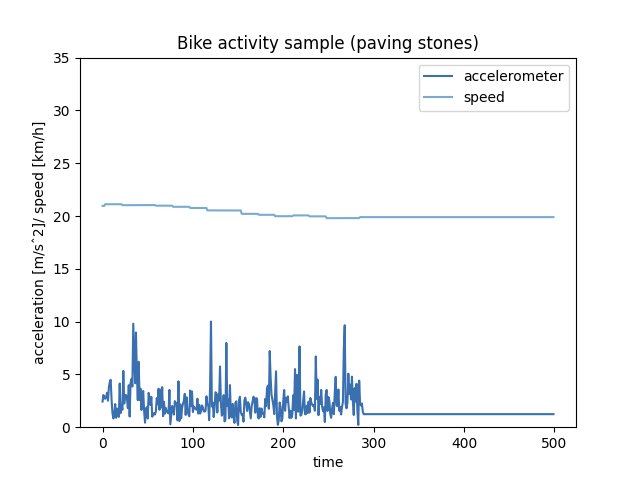 Bike activity sample (paving stones)
accelerometer
speed
acceleration [m/s^2]/ speed [km/h]
35
30
25
20
15
10
5
0
0 100 200 300 400 500
time